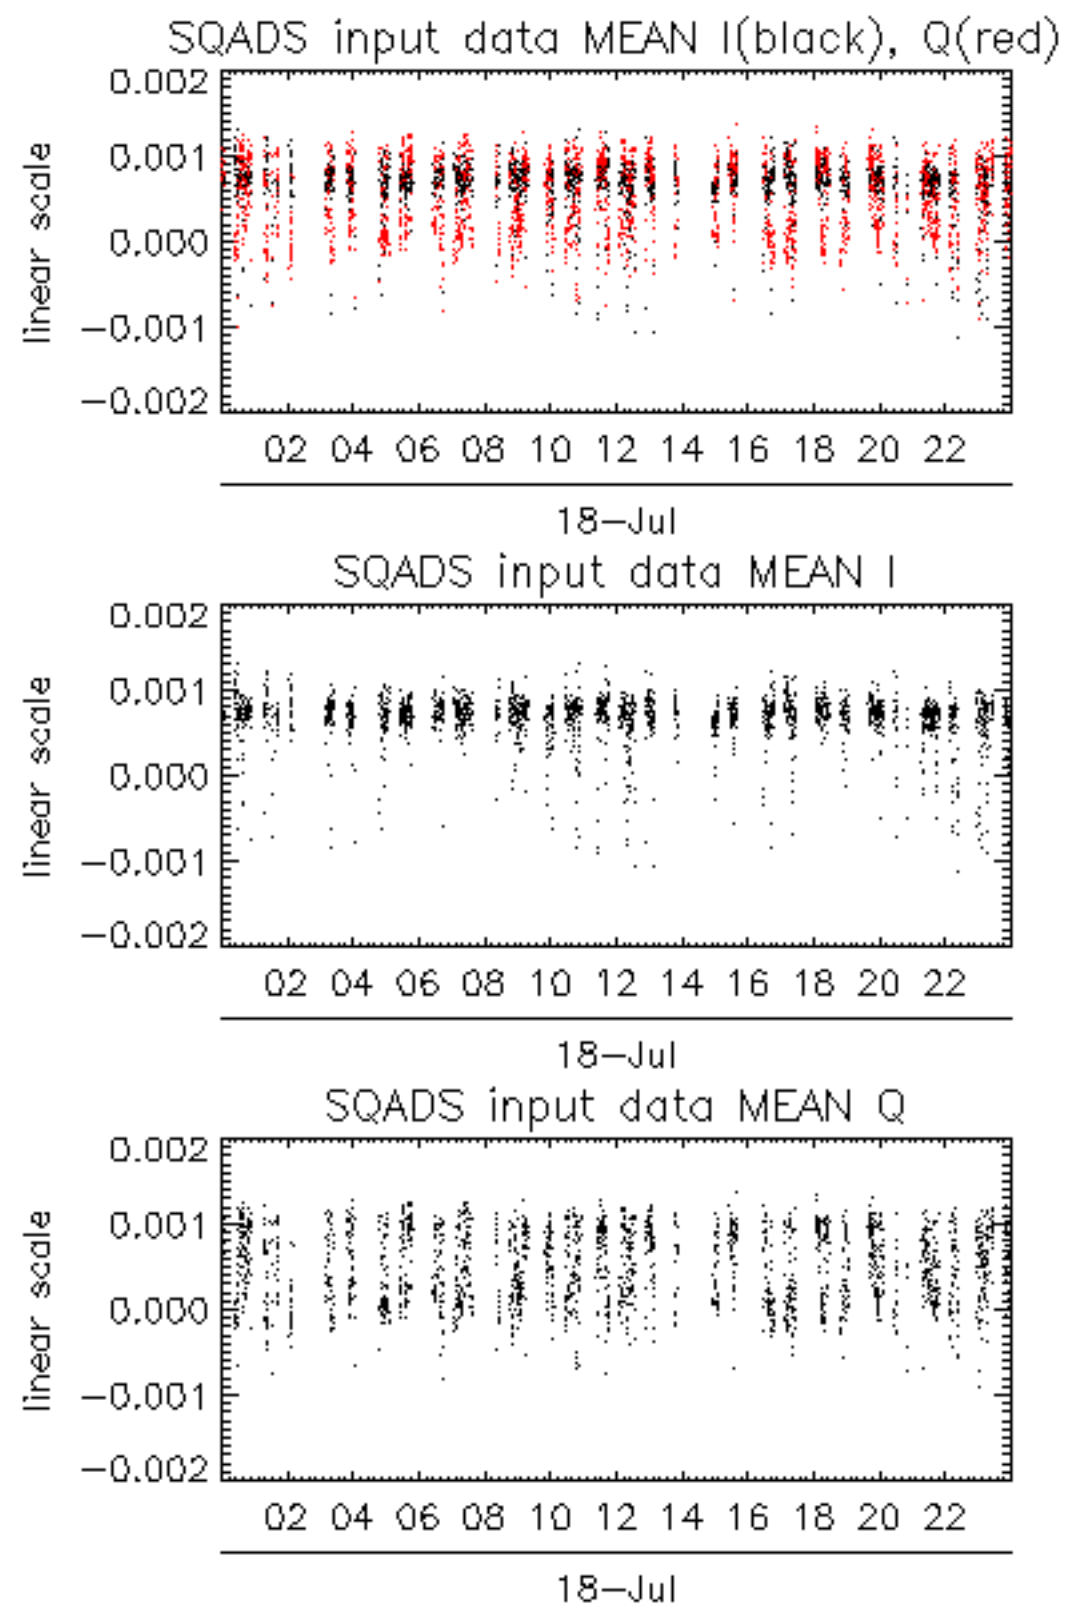 SQADS input data MEAN I(black), Q(red)
0.002
0.001
0.000
−0.001
−0.002
linear scale
02 04 06 08 10 12 14 16 18 20 22
18−Jul
SQADS input data MEAN I
0.002
0.001
0.000
−0.001
−0.002
linear scale
02 04 06 08 10 12 14 16 18 20 22
18−Jul
SQADS input data MEAN Q
0.002
0.001
0.000
−0.001
−0.002
linear scale
02 04 06 08 10 12 14 16 18 20 22
18−Jul